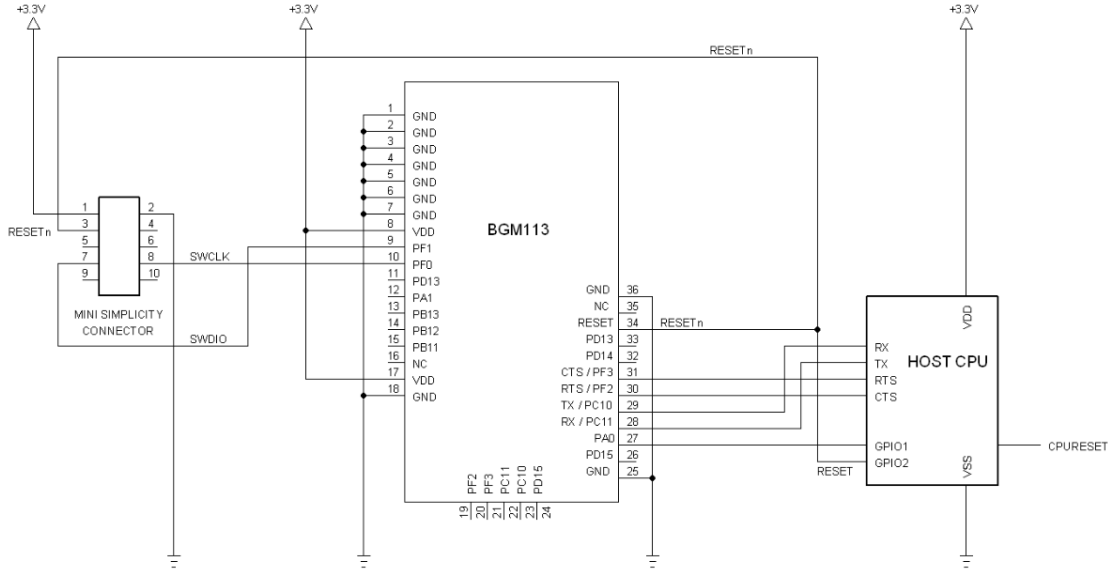 +3.3V
+3.3V
+3.3V
RESETn
1 GND
2 GND
3 GND
4 GND
5 GND
6 GND
7 GND
8 VDD
9 PF1
10 PF0
11 PD13
12 PA1
13 PB13
14 PB12
15 PB11
16 NC
17 VDD
18 GND
BGM113
1 2
3 4
5 6
7 8
9 10
RESETn
SWCLK
MINI SIMPLICITY
CONNECTOR
SWDIO
GND 36
NC 35
RESET 34
RESETn
PD13 33
PD14 32
CTS / PF3 31
RTS / PF2 30
TX / PC10 29
RX / PC11 28
PA0 27
PD15 26
GND 25
PF2
PF3
PC11
PC10
PD15
19
20
21
22
23
24
VDD
RX
TX
HOST CPU
RTS
CTS
GPIO1
GPIO2
RESET
VSS
CPURESET